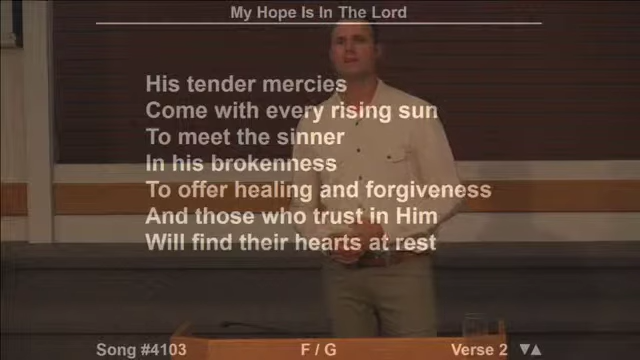 My Hope Is In The Lord
His tender mercies
Come with every rising sun
To meet the sinner
In his brokenness
To offer healing and forgiveness
And those who trust in Him
Will find their hearts at rest
Song #4103 F / G Verse 2 ▼▲